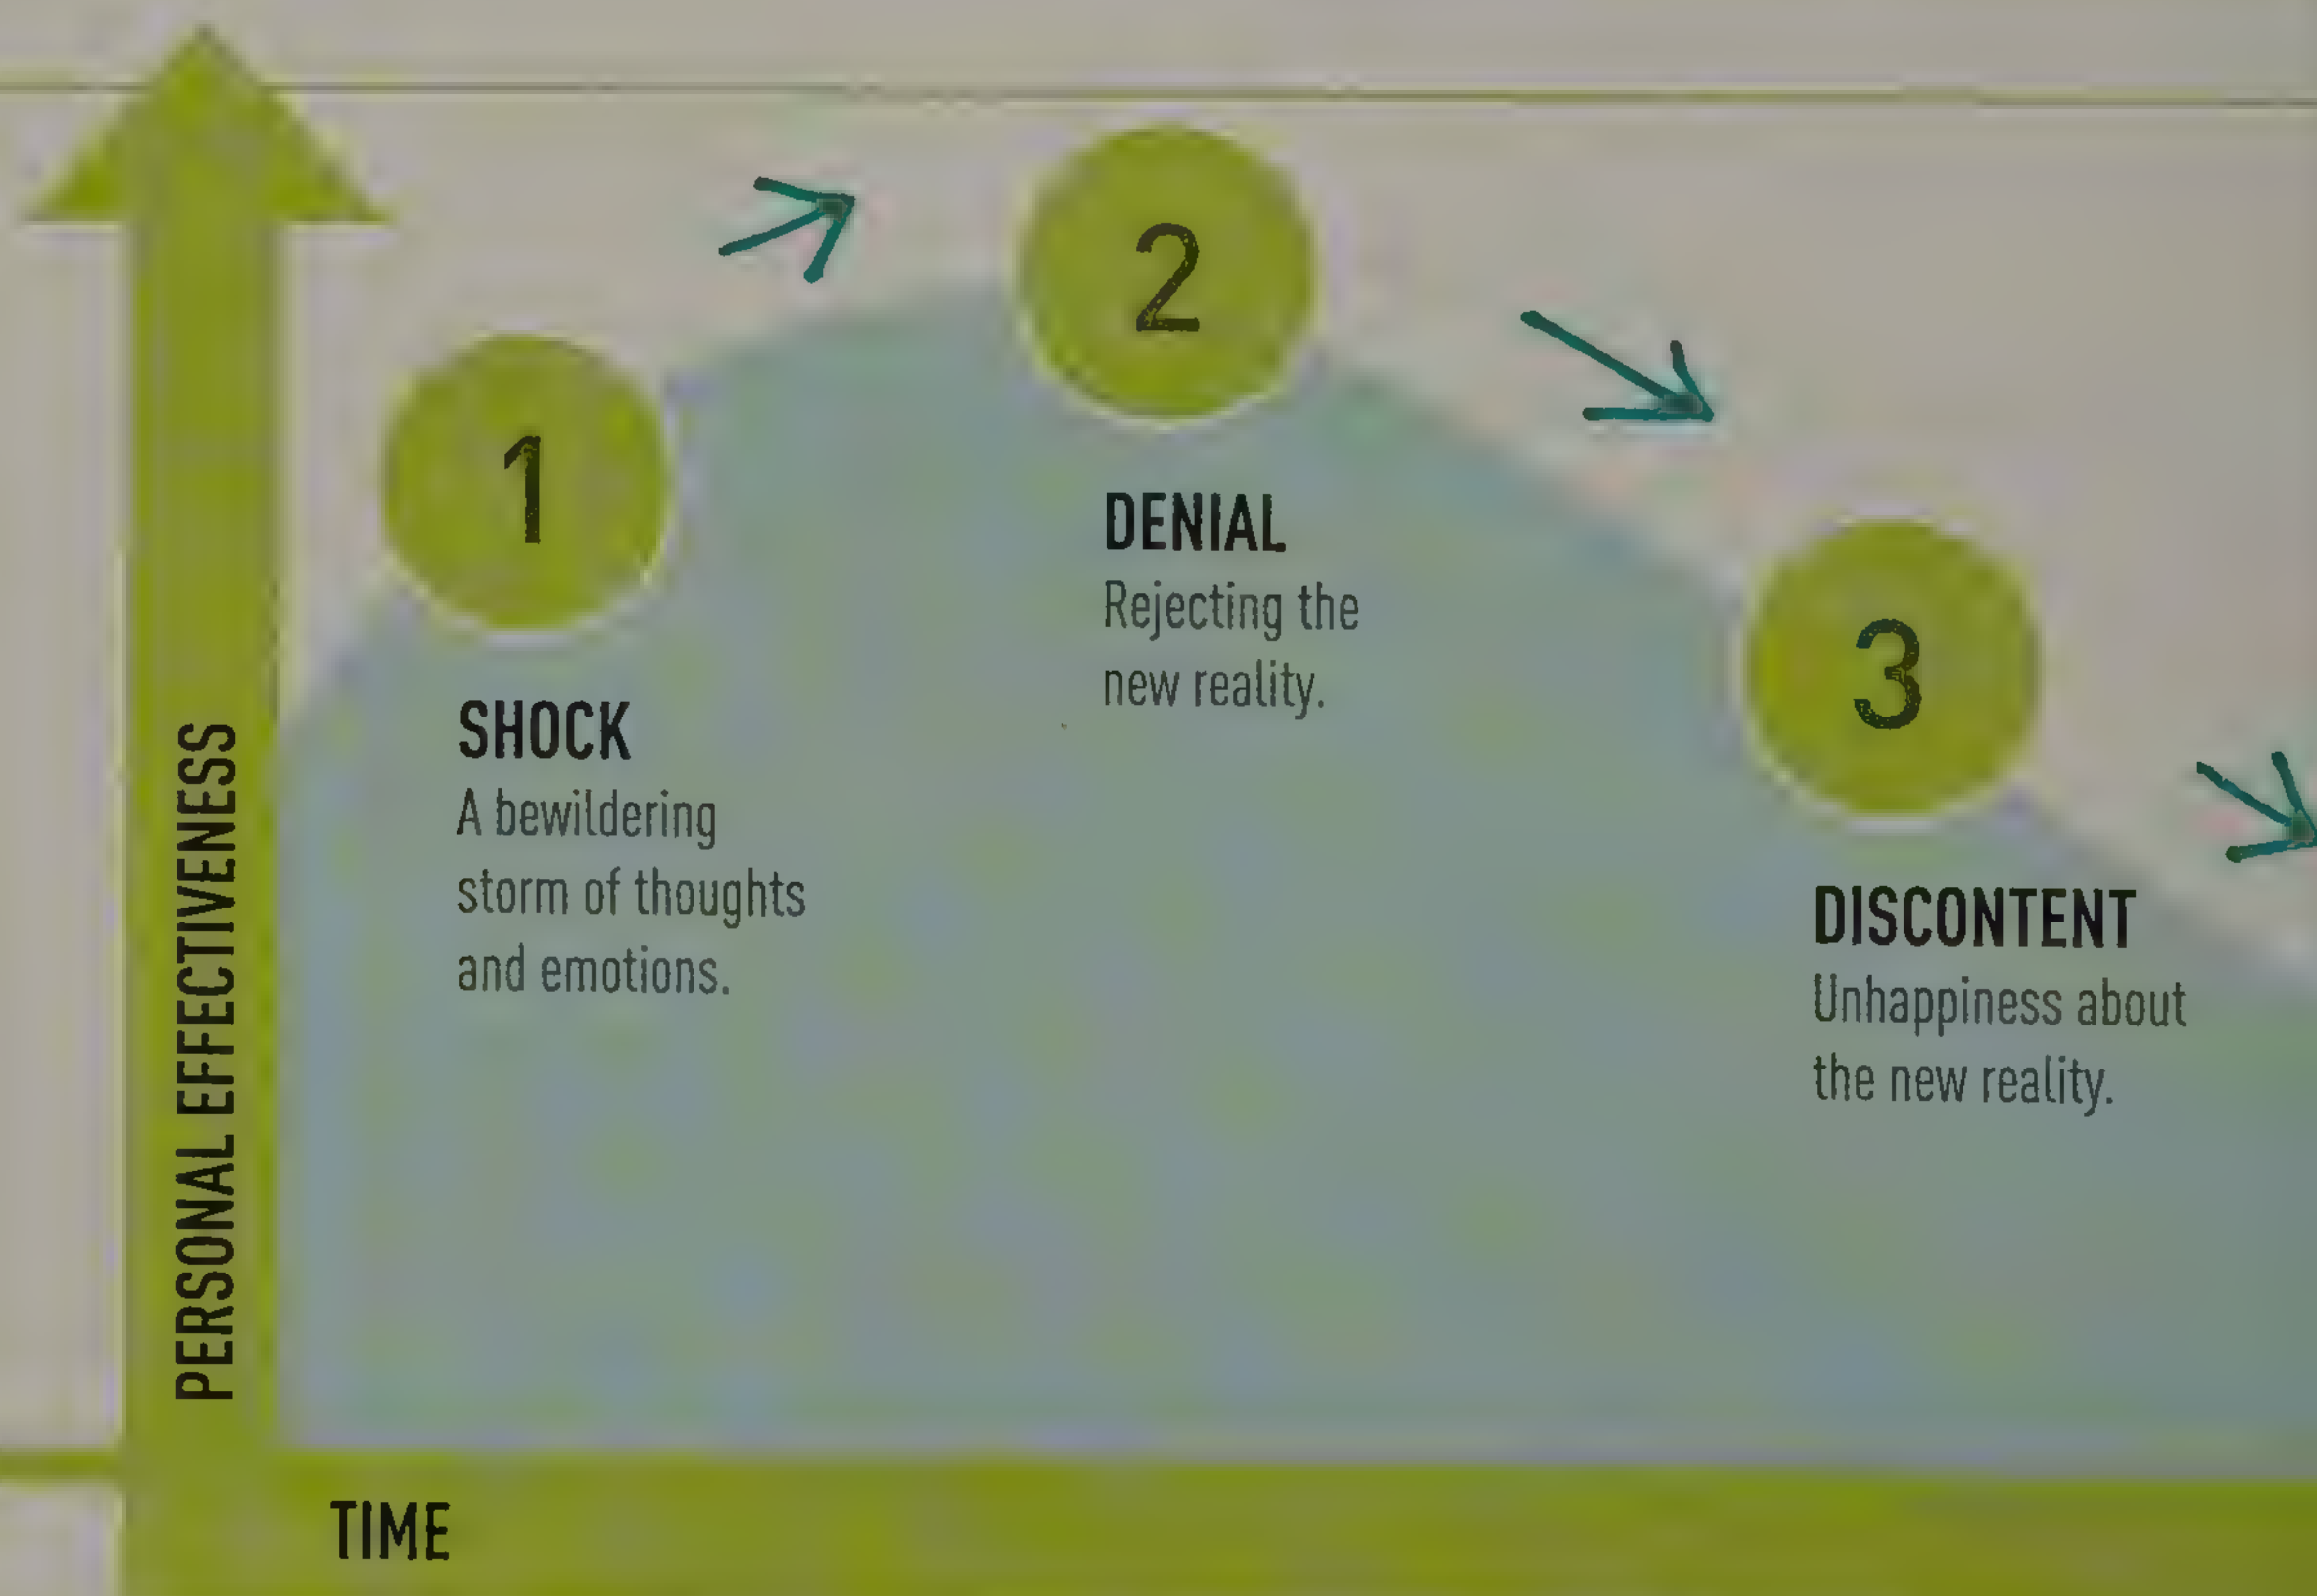 PERSONAL EFFECTIVENESS
1
SHOCK
A bewildering
storm of thoughts
and emotions.
2
DENIAL
Rejecting the
new reality.
3
DISCONTENT
Unhappiness about
the new reality.
TIME